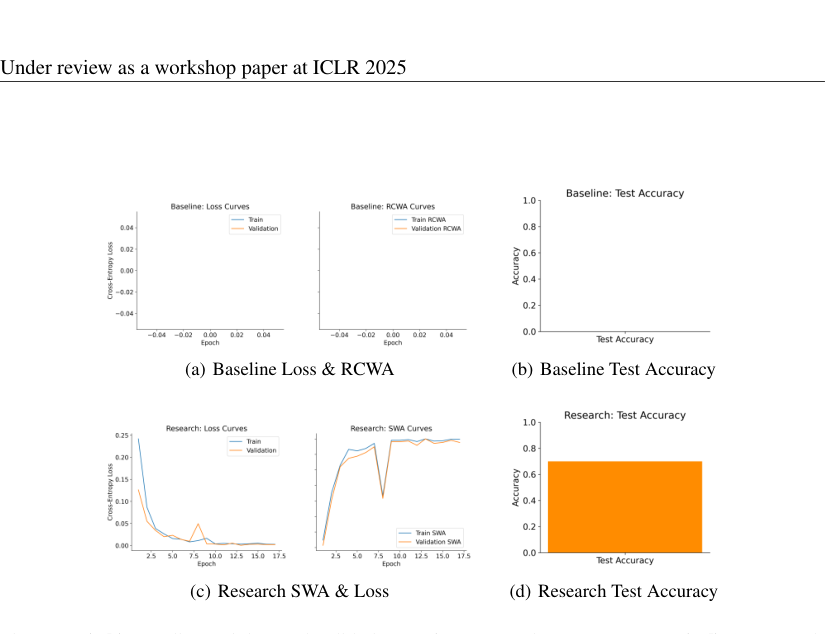 Under review as a workshop paper at ICLR 2025
Baseline: Loss Curves
Train
Validation
0.04
0.02
0.00
−0.02
−0.04
Cross-Entropy Loss
−0.04 −0.02 0.00 0.02 0.04
Epoch
Baseline: RCWA Curves
Train RCWA
Validation RCWA
−0.04 −0.02 0.00 0.02 0.04
Epoch
Baseline: Test Accuracy
1.0
0.8
0.6
0.4
0.2
0.0
Accuracy
Test Accuracy
(a) Baseline Loss & RCWA
(b) Baseline Test Accuracy
Research: Loss Curves
Train
Validation
0.25
0.20
0.15
0.10
0.05
0.00
Cross-Entropy Loss
2.5 5.0 7.5 10.0 12.5 15.0 17.5
Epoch
Research: SWA Curves
Train SWA
Validation SWA
2.5 5.0 7.5 10.0 12.5 15.0 17.5
Epoch
Research: Test Accuracy
1.0
0.8
0.6
0.4
0.2
0.0
Accuracy
Test Accuracy
(c) Research SWA & Loss
(d) Research Test Accuracy